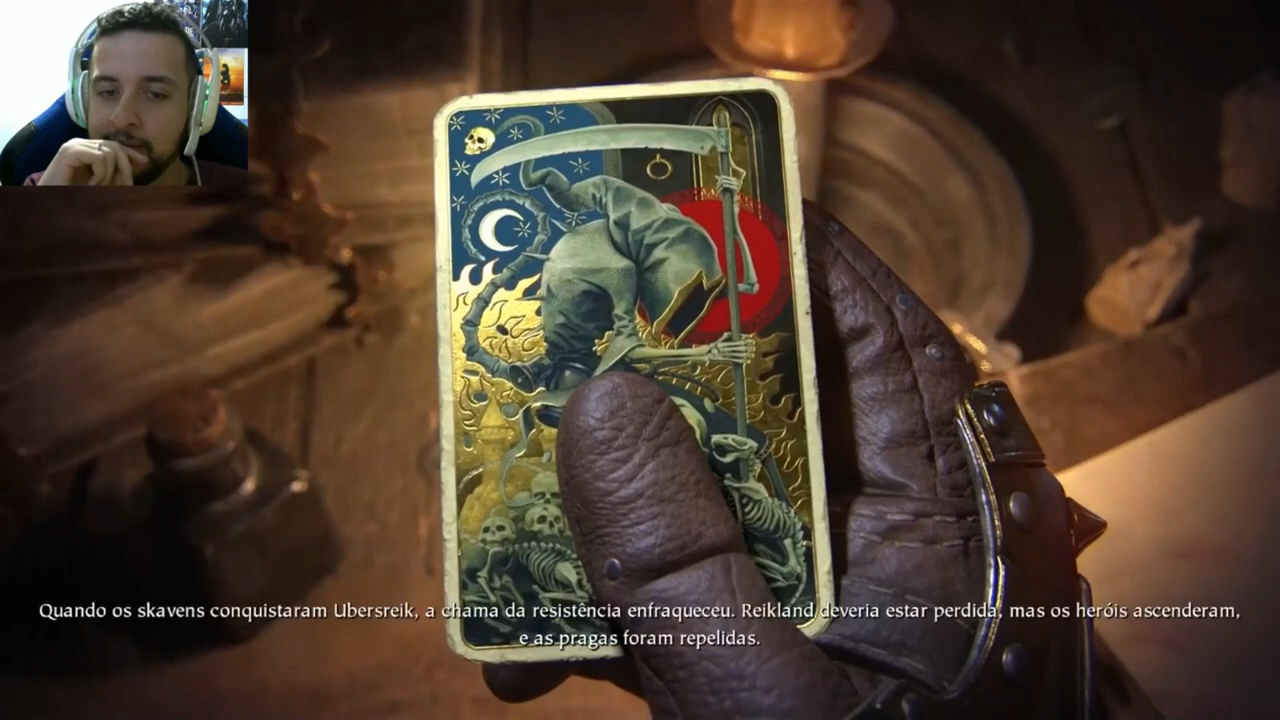 Quando os skavens conquistaram Ubersreik, a chama da resistência enfraqueceu. Reikland deveria estar perdida, mas os heróis ascenderam,
e as pragas foram repelidas.